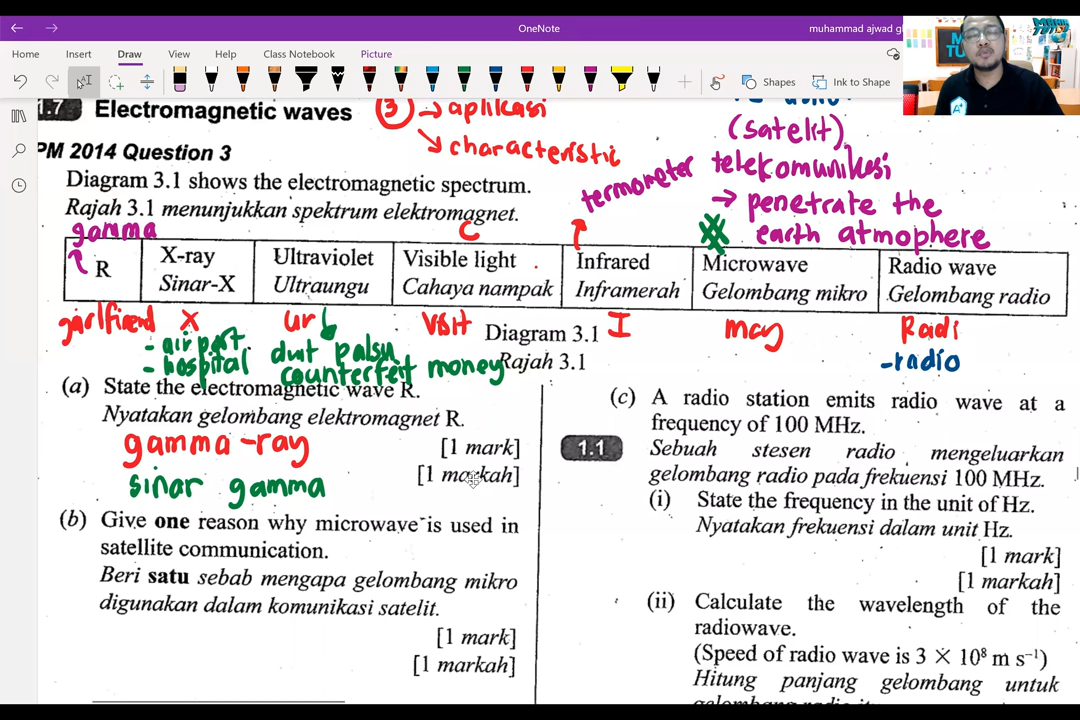 OneNote
muhammad ajwad g
Home Insert Draw View Help Class Notebook Picture
Shapes Ink to Shape
1.7 Electromagnetic waves
③ → aplikasi
↘ characteristic
(satelit)
telekomunikasi
→ penetrate the
earth atmophere
termometer
PM 2014 Question 3
Diagram 3.1 shows the electromagnetic spectrum.
Rajah 3.1 menunjukkan spektrum elektromagnet.
gamma
C
R X-ray Ultraviolet Visible light Infrared Microwave Radio wave
Sinar-X Ultraungu Cahaya nampak Inframerah Gelombang mikro Gelombang radio
girlfirend X ur Visit I may Radi
- airport
- hospital
duit palsu
counterfeit money
-radio
Diagram 3.1
Rajah 3.1
(a) State the electromagnetic wave R.
Nyatakan gelombang elektromagnet R.
gamma-ray
[1 mark]
[1 markah]
sinar gamma
(b) Give one reason why microwave is used in
satellite communication.
Beri satu sebab mengapa gelombang mikro
digunakan dalam komunikasi satelit.
[1 mark]
[1 markah]
(c) A radio station emits radio wave at a
frequency of 100 MHz.
1.1
Sebuah stesen radio mengeluarkan
gelombang radio pada frekuensi 100 MHz.
(i) State the frequency in the unit of Hz.
Nyatakan frekuensi dalam unit Hz.
[1 mark]
[1 markah]
(ii) Calculate the wavelength of the
radiowave.
(Speed of radio wave is 3 × 10⁸ m s⁻¹)
Hitung panjang gelombang untuk